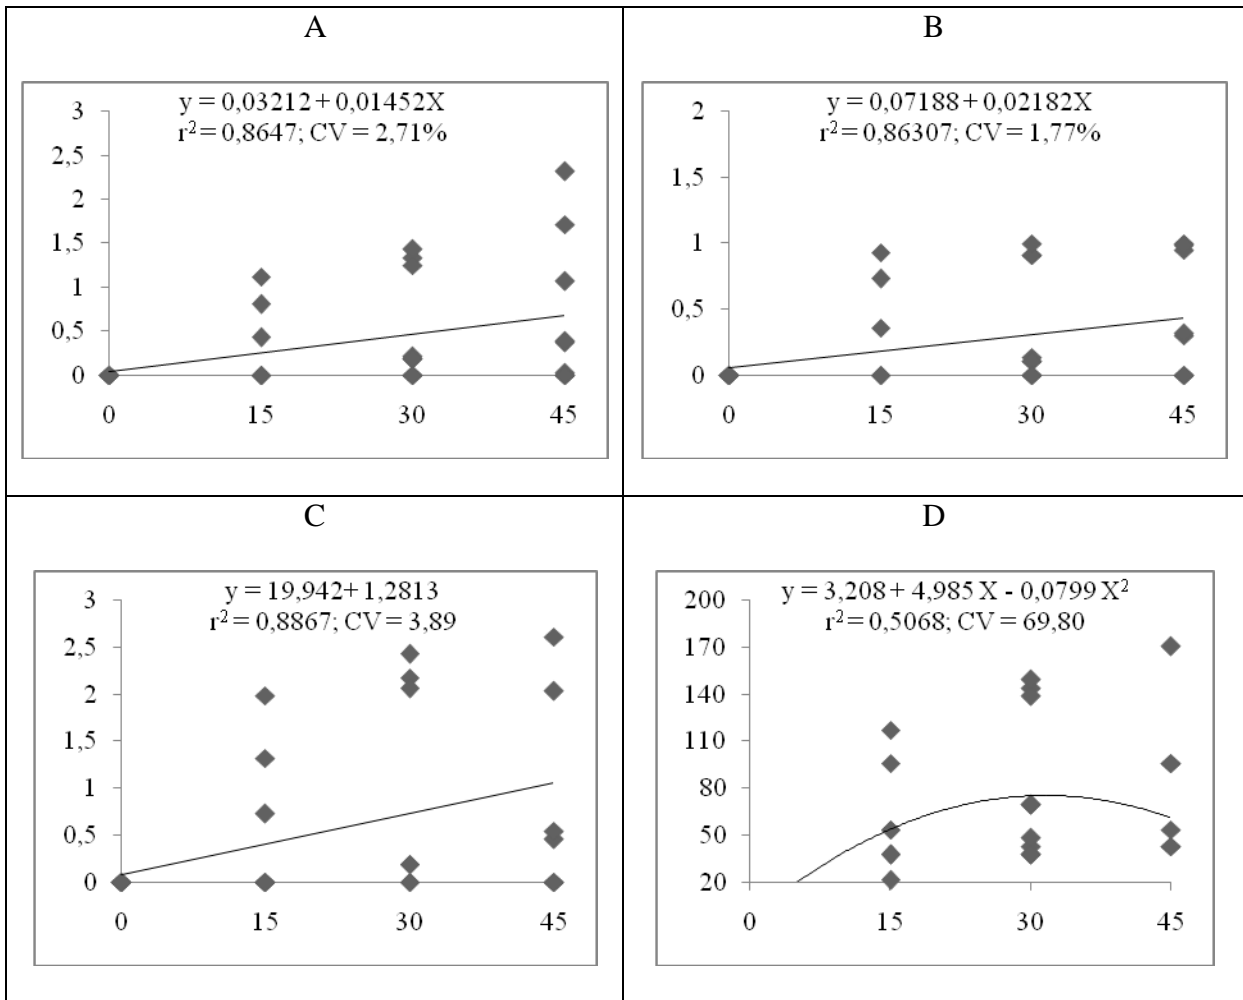 A
y = 0,03212 + 0,01452X
r² = 0,8647; CV = 2,71%
3
2,5
2
1,5
1
0,5
0
0 15 30 45
B
y = 0,07188 + 0,02182X
r² = 0,86307; CV = 1,77%
2
1,5
1
0,5
0
0 15 30 45
C
y = 19,942 + 1,2813
r² = 0,8867; CV = 3,89
3
2,5
2
1,5
1
0,5
0
0 15 30 45
D
y = 3,208 + 4,985 X - 0,0799 X²
r² = 0,5068; CV = 69,80
200
170
140
110
80
50
20
0 15 30 45